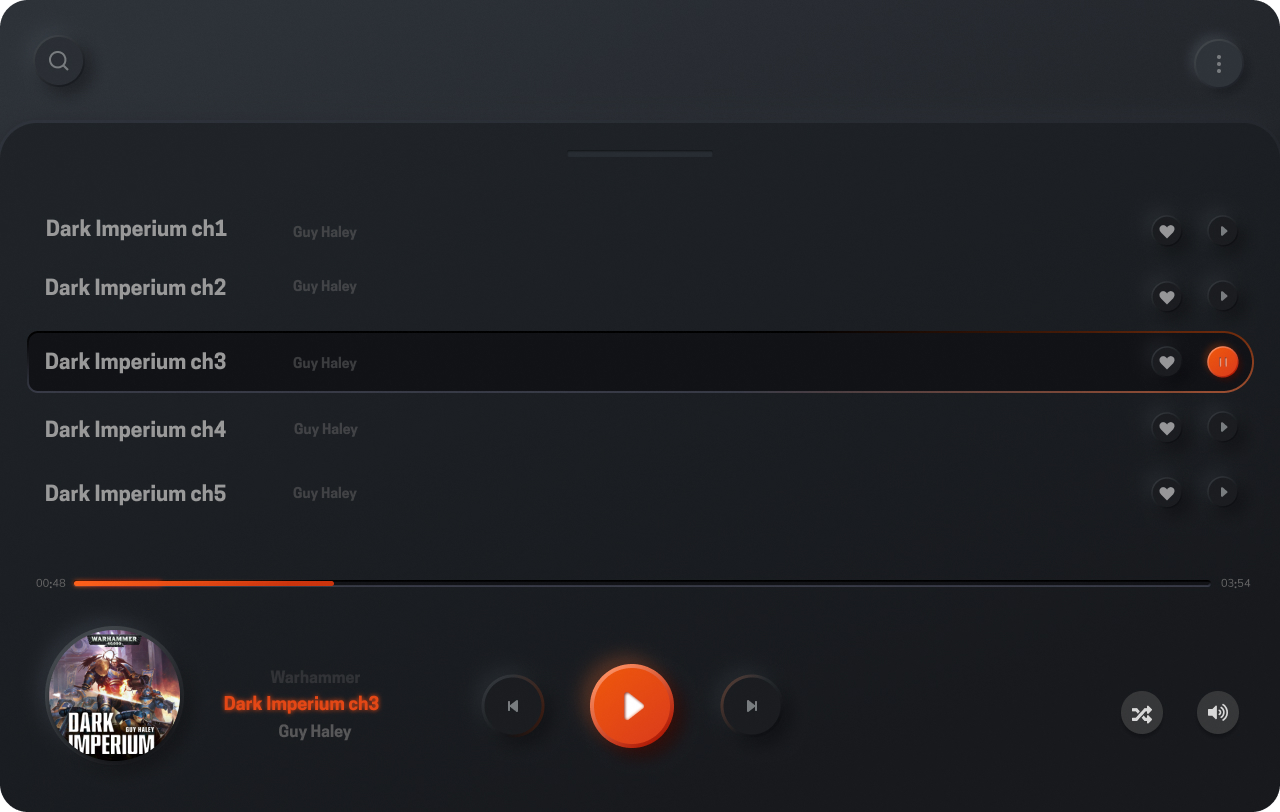 Dark Imperium ch1 Guy Haley
Dark Imperium ch2 Guy Haley
Dark Imperium ch3 Guy Haley
Dark Imperium ch4 Guy Haley
Dark Imperium ch5 Guy Haley
00:48 03:54
WARHAMMER
40,000
DARK
GUY HALEY
IMPERIUM
Warhammer
Dark Imperium ch3
Guy Haley